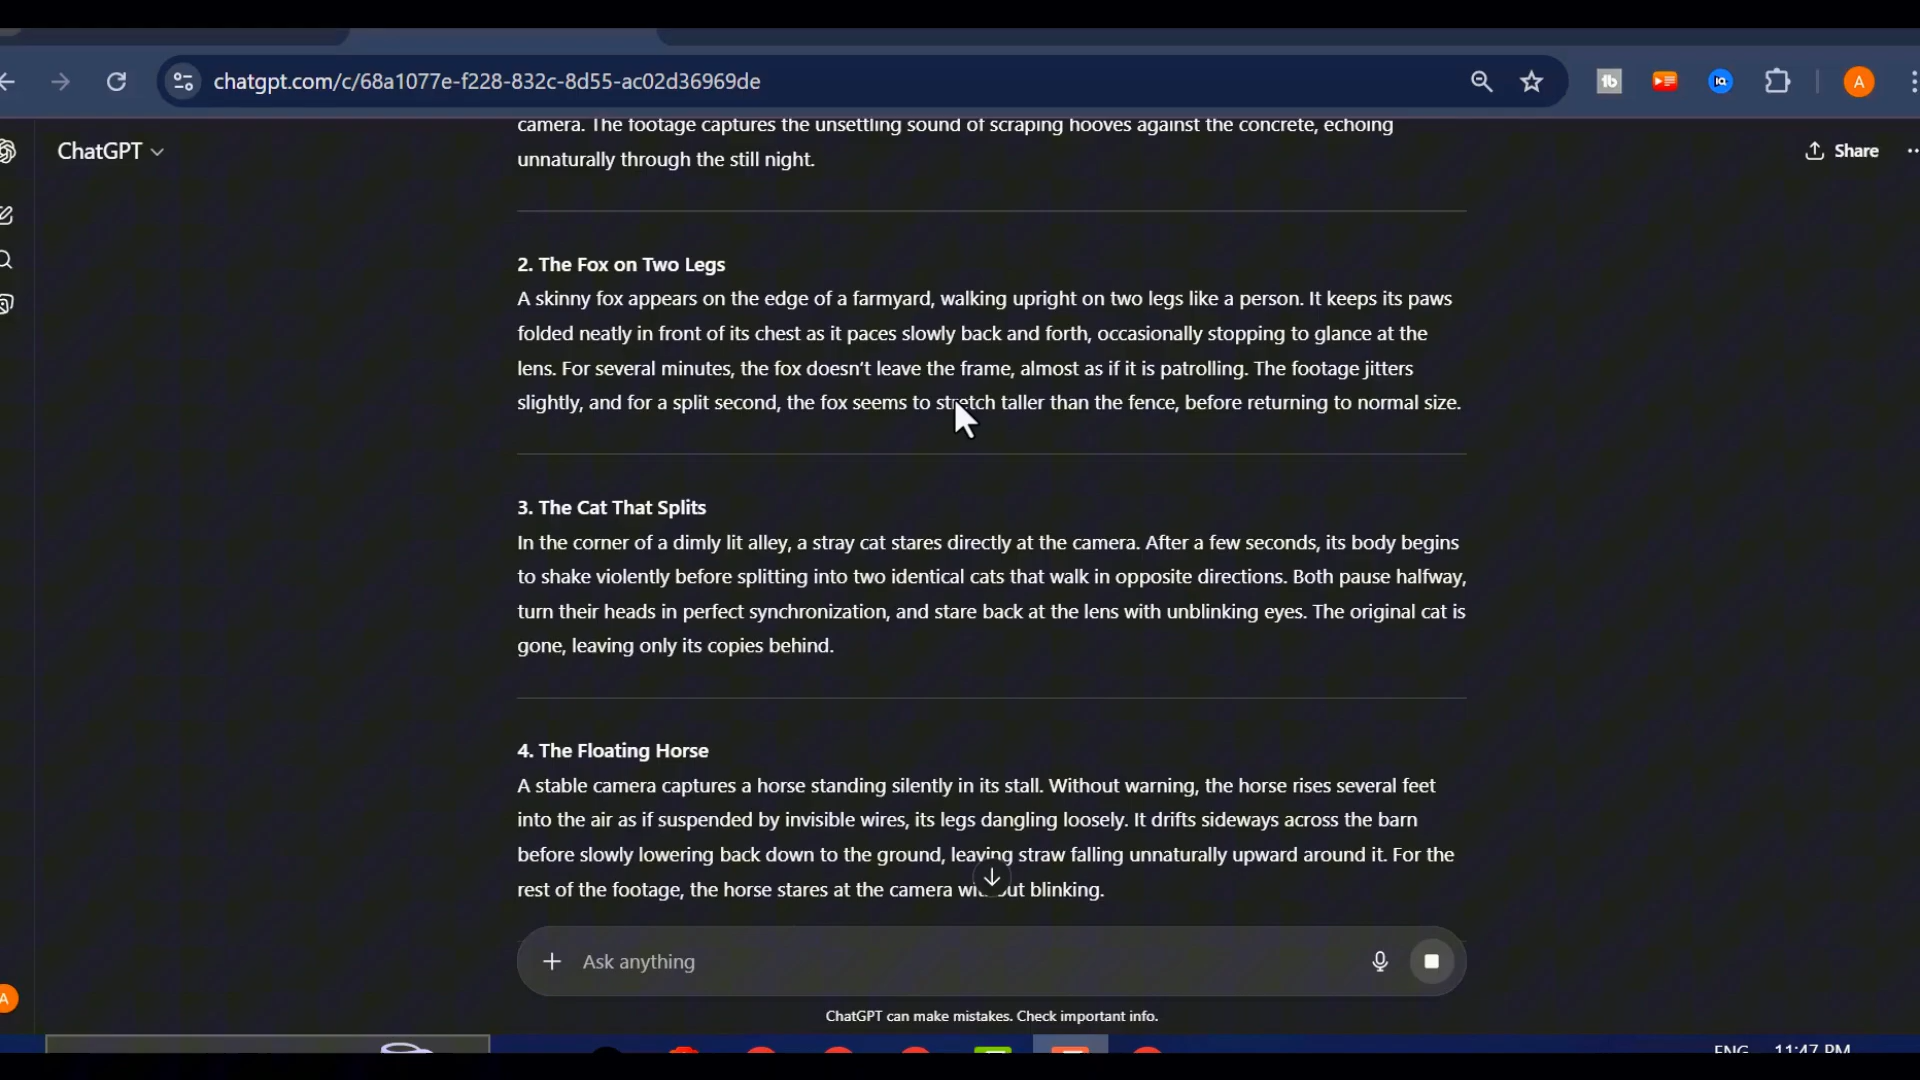 chatgpt.com/c/68a1077e-f228-832c-8d55-ac02d36969de
tb
IQ
A
ChatGPT
Share
camera. The footage captures the unsettling sound of scraping hooves against the concrete, echoing
unnaturally through the still night.
2. The Fox on Two Legs
A skinny fox appears on the edge of a farmyard, walking upright on two legs like a person. It keeps its paws
folded neatly in front of its chest as it paces slowly back and forth, occasionally stopping to glance at the
lens. For several minutes, the fox doesn’t leave the frame, almost as if it is patrolling. The footage jitters
slightly, and for a split second, the fox seems to stretch taller than the fence, before returning to normal size.
3. The Cat That Splits
In the corner of a dimly lit alley, a stray cat stares directly at the camera. After a few seconds, its body begins
to shake violently before splitting into two identical cats that walk in opposite directions. Both pause halfway,
turn their heads in perfect synchronization, and stare back at the lens with unblinking eyes. The original cat is
gone, leaving only its copies behind.
4. The Floating Horse
A stable camera captures a horse standing silently in its stall. Without warning, the horse rises several feet
into the air as if suspended by invisible wires, its legs dangling loosely. It drifts sideways across the barn
before slowly lowering back down to the ground, leaving straw falling unnaturally upward around it. For the
rest of the footage, the horse stares at the camera without blinking.
Ask anything
A
ChatGPT can make mistakes. Check important info.
ENG 11:47 PM